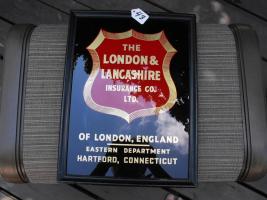 THE
LONDON &
LANCASHIRE
INSURANCE CO.
LTD.
OF LONDON, ENGLAND
EASTERN DEPARTMENT
HARTFORD, CONNECTICUT